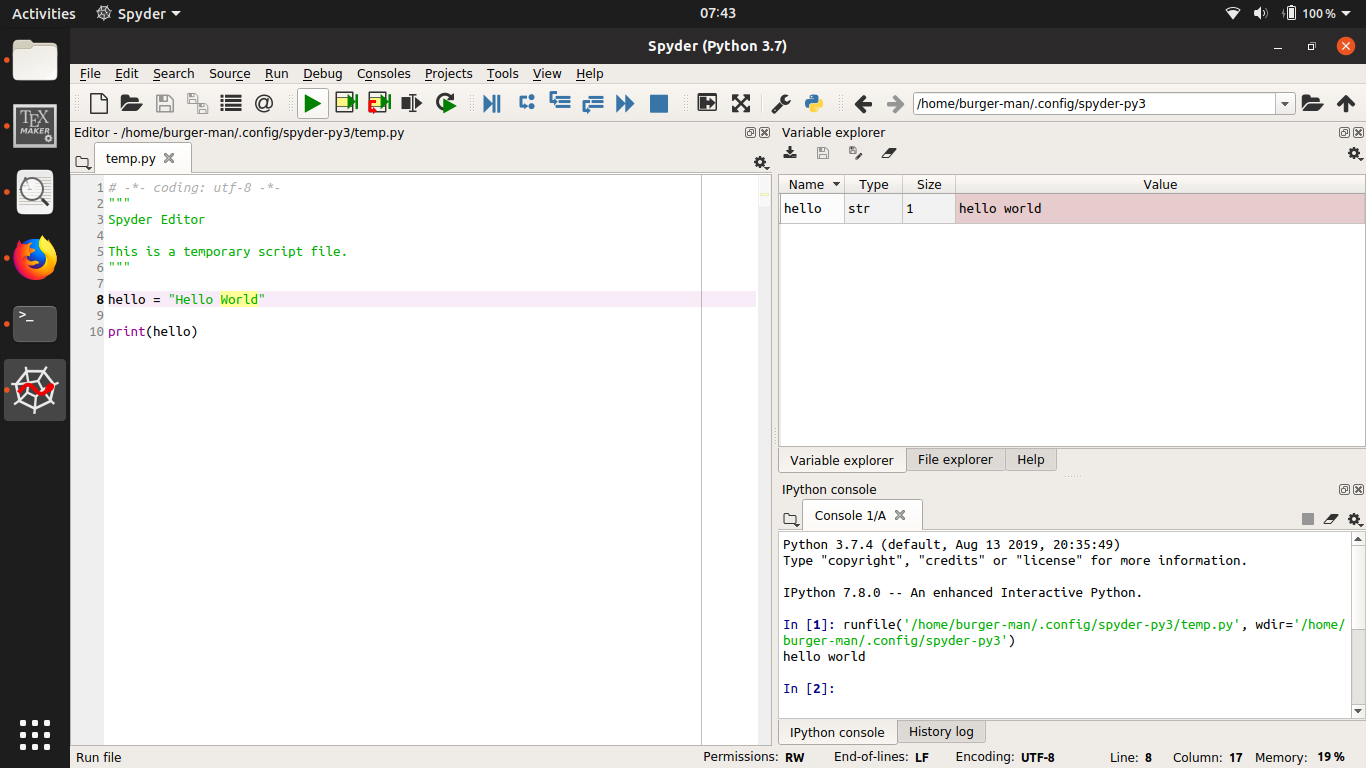 Activities Spyder 07:43 100 %
Spyder (Python 3.7)
File Edit Search Source Run Debug Consoles Projects Tools View Help
@ /home/burger-man/.config/spyder-py3
Editor - /home/burger-man/.config/spyder-py3/temp.py
temp.py
1 # -*- coding: utf-8 -*-
2 """
3 Spyder Editor
4
5 This is a temporary script file.
6 """
7
8 hello = "Hello World"
9
10 print(hello)
Variable explorer
Name Type Size Value
hello str 1 hello world
Variable explorer File explorer Help
IPython console
Console 1/A
Python 3.7.4 (default, Aug 13 2019, 20:35:49)
Type "copyright", "credits" or "license" for more information.
IPython 7.8.0 -- An enhanced Interactive Python.
In [1]: runfile('/home/burger-man/.config/spyder-py3/temp.py', wdir='/home/
burger-man/.config/spyder-py3')
hello world
In [2]:
IPython console History log
TEX
MAKER
>_
Run file Permissions: RW End-of-lines: LF Encoding: UTF-8 Line: 8 Column: 17 Memory: 19 %